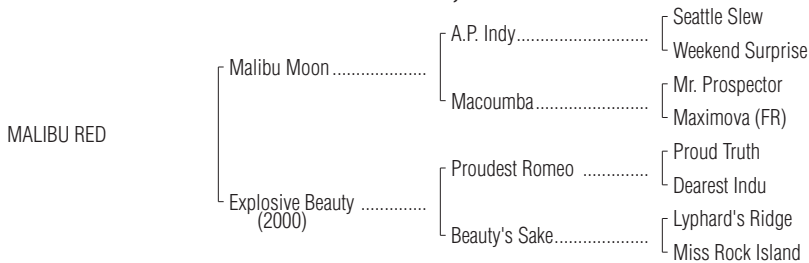 Seattle Slew
A.P. Indy
Weekend Surprise
Malibu Moon
Mr. Prospector
Macoumba
Maximova (FR)
MALIBU RED
Proud Truth
Proudest Romeo
Dearest Indu
Explosive Beauty
(2000)
Lyphard's Ridge
Beauty's Sake
Miss Rock Island